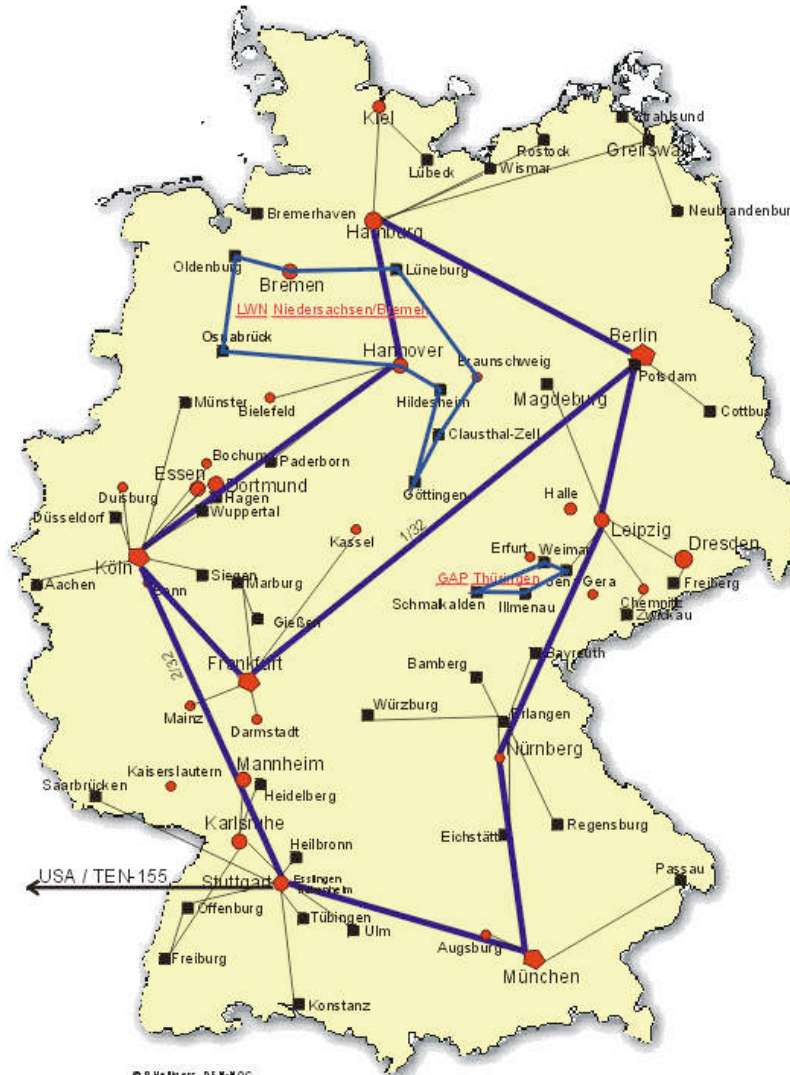 Kiel
Strahlsund
Rostock
Greifswald
Lübeck
Wismar
Bremerhaven
Neubrandenburg
Hamburg
Oldenburg
Lüneburg
Bremen
LWN Niedersachsen/Bremen
Osnabrück
Berlin
Hannover
Braunschweig
Potsdam
Magdeburg
Hildesheim
Bielefeld
Münster
Cottbus
Clausthal-Zell
Bochum
Paderborn
Essen
Dortmund
Göttingen
Duisburg
Hagen
Halle
Düsseldorf
Wuppertal
1/32
Leipzig
Kassel
Dresden
Erfurt
Weimar
Köln
Siegen
Marburg
GAP Thüringen
Jena
Gera
Aachen
Bonn
Freiberg
Schmalkalden
Illmenau
Chemnitz
Zwickau
Gießen
Bayreuth
2/32
Frankfurt
Bamberg
Mainz
Darmstadt
Würzburg
Erlangen
Nürnberg
Mannheim
Kaiserslautern
Saarbrücken
Heidelberg
Karlsruhe
Regensburg
Eichstätt
Heilbronn
USA / TEN-155
Stuttgart
Esslingen
Passau
Offenburg
Tübingen
Ulm
Augsburg
Freiburg
München
Konstanz